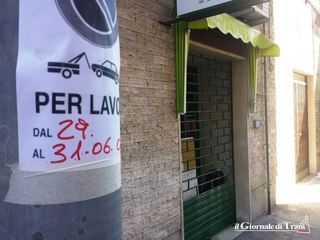 PER LAVO
DAL 29.
AL 31.06.0
il Giornale di Trani